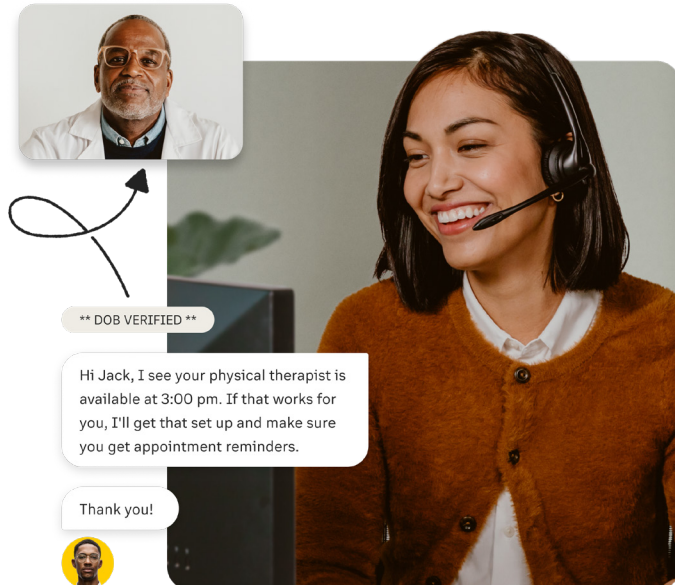 ** DOB VERIFIED **
Hi Jack, I see your physical therapist is
available at 3:00 pm. If that works for
you, I'll get that set up and make sure
you get appointment reminders.
Thank you!